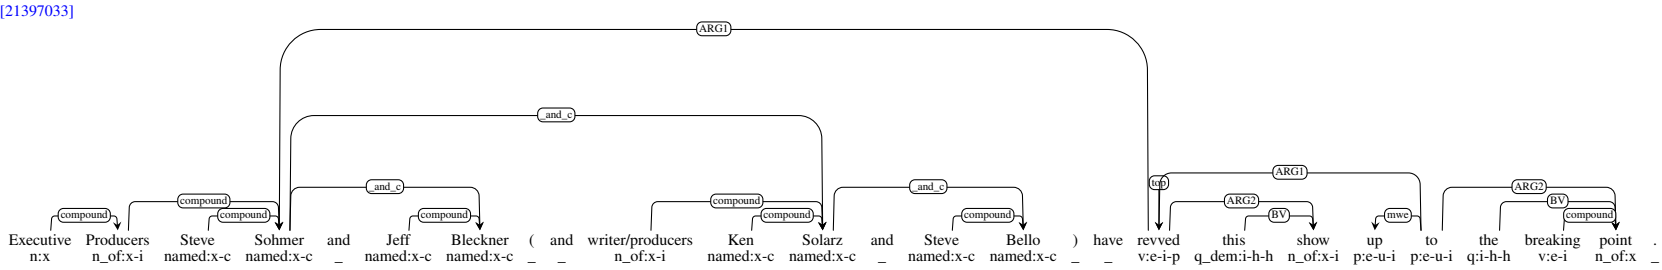 [21397033]
ARG1
_and_c
ARG1
top
_and_c
_and_c
ARG2
compound
compound
ARG2
BV
compound
compound
compound
compound
compound
BV
mwe
compound
Executive Producers Steve Sohmer and Jeff Bleckner ( and writer/producers Ken Solarz and Steve Bello ) have revved this show up to the breaking point .
n:x n_of:x-i named:x-c named:x-c _ named:x-c named:x-c _ _ n_of:x-i named:x-c named:x-c _ named:x-c named:x-c _ _ v:e-i-p q_dem:i-h-h n_of:x-i p:e-u-i p:e-u-i q:i-h-h v:e-i n_of:x _